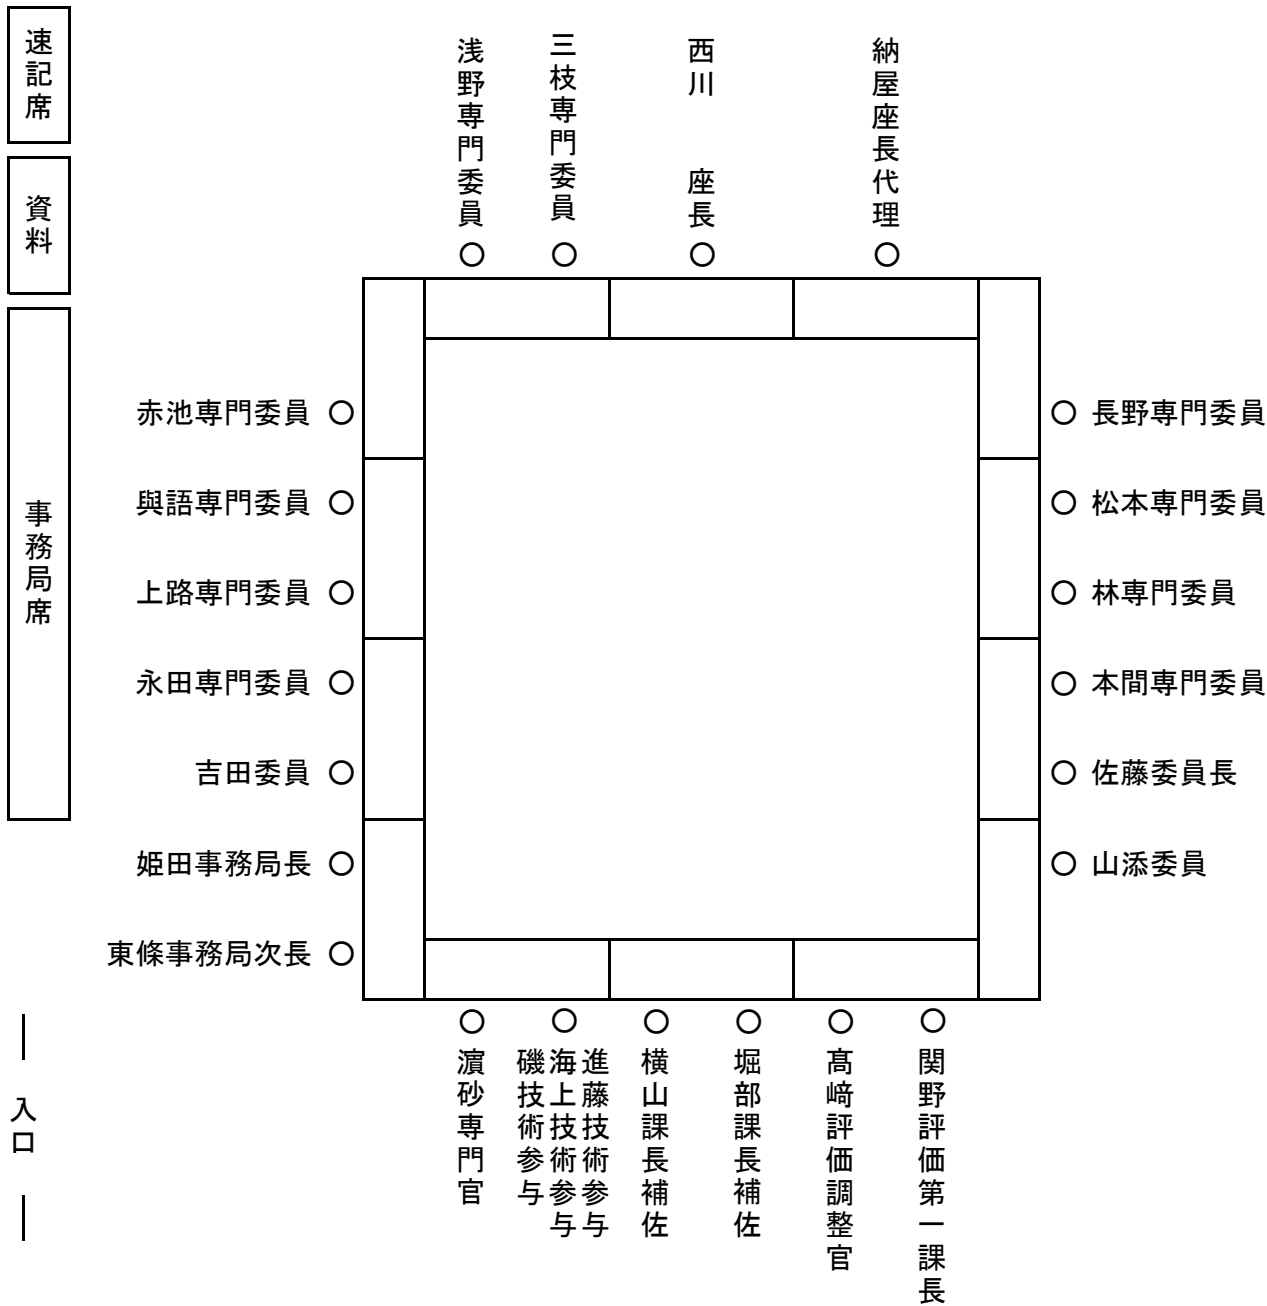 速記席
資料
事務局席
入口
浅野専門委員
三枝専門委員
西川 座長
納屋座長代理
赤池専門委員
與語専門委員
上路専門委員
永田専門委員
吉田委員
姫田事務局長
東條事務局次長
長野専門委員
松本専門委員
林専門委員
本間専門委員
佐藤委員長
山添委員
濵砂専門官
磯技術参与
海上技術参与
進藤技術参与
横山課長補佐
堀部課長補佐
髙﨑評価調整官
関野評価第一課長